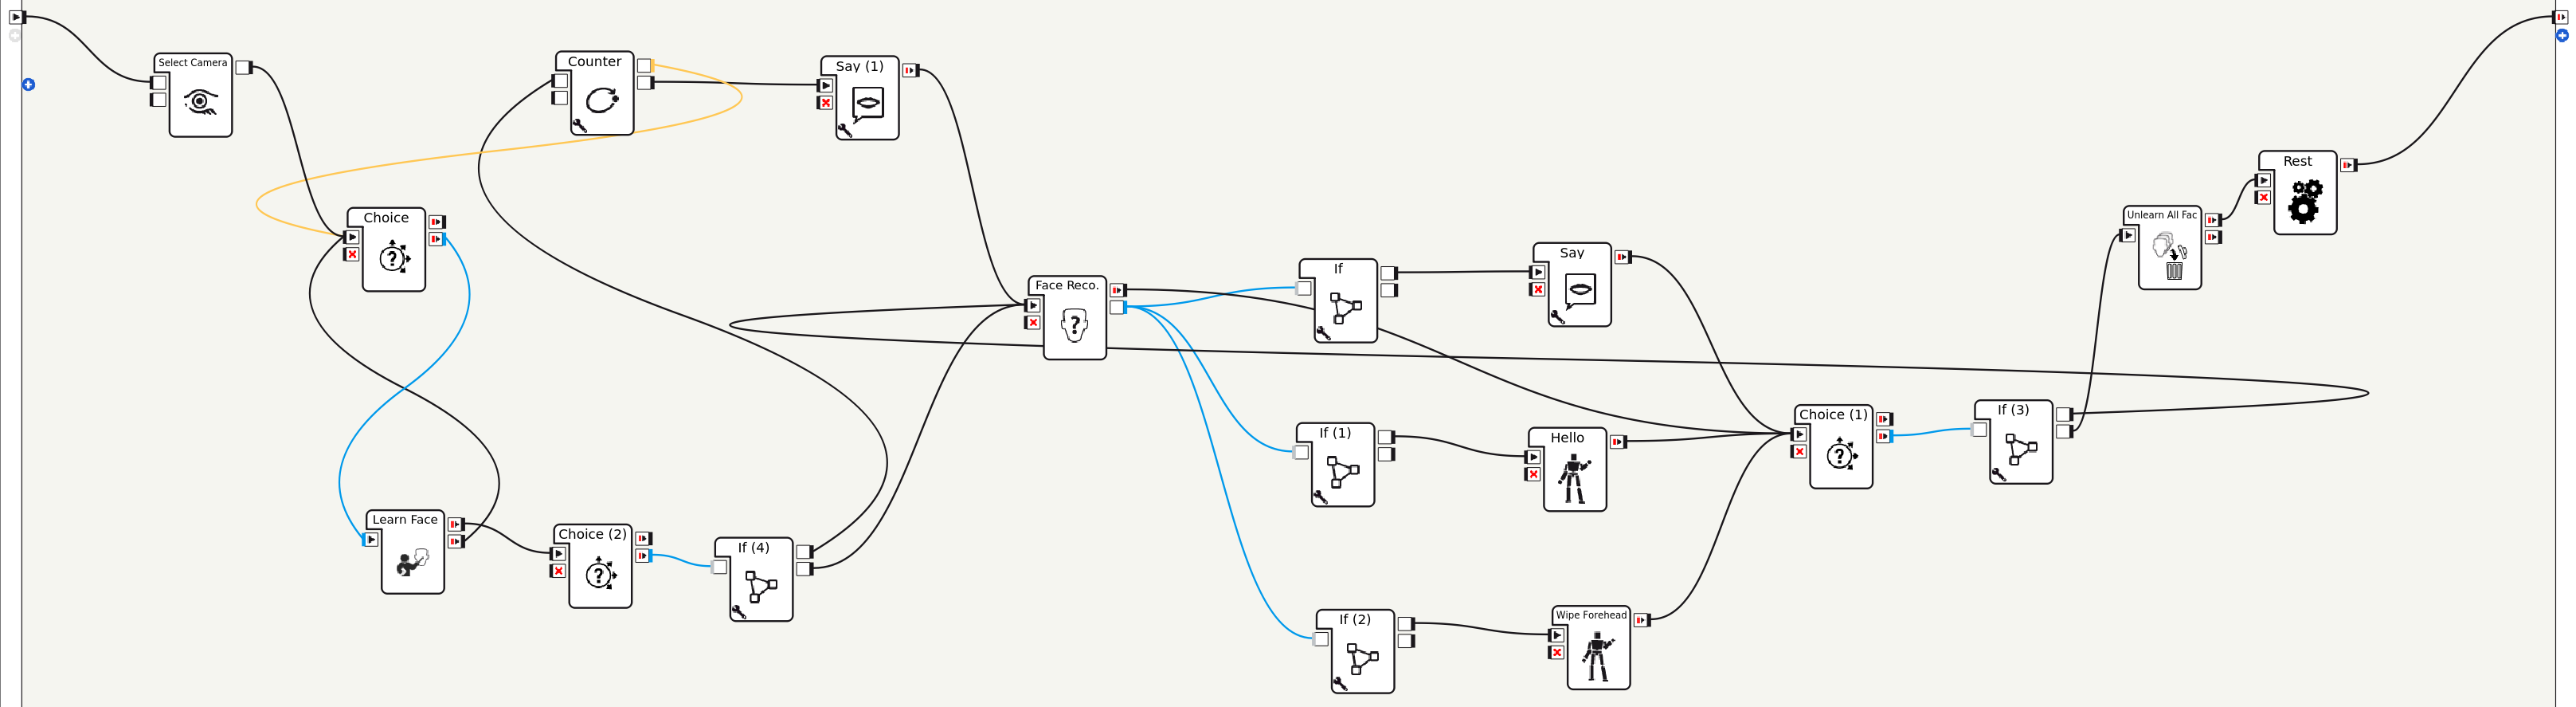 Select Camera
Counter
Say (1)
Choice
?
Rest
Unlearn All Fac
If
Say
Face Reco.
?
If (1)
Hello
Choice (1)
?
If (3)
Learn Face
Choice (2)
?
If (4)
If (2)
Wipe Forehead